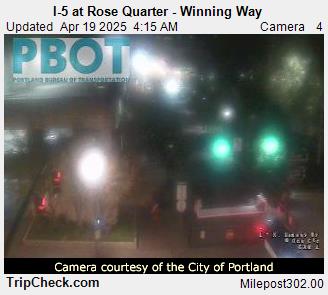 I-5 at Rose Quarter - Winning Way
Updated Apr 19 2025 4:15 AM Camera 4
PBOT
PORTLAND BUREAU OF TRANSPORTATION
Camera courtesy of the City of Portland
TripCheck.com Milepost302.00